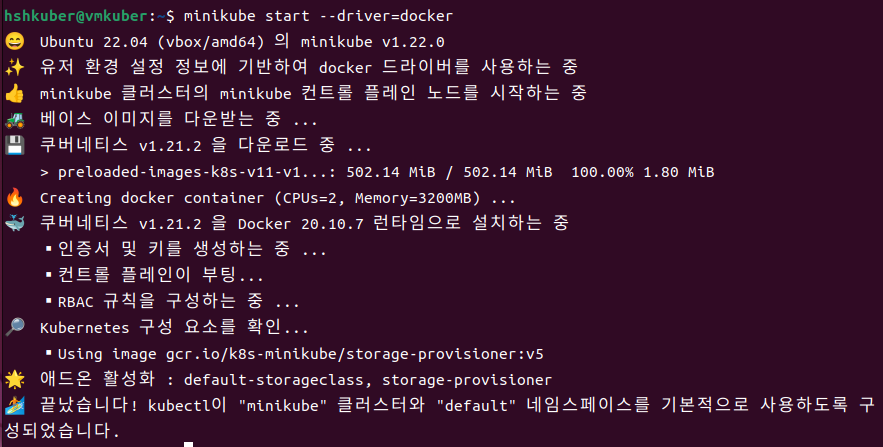 hshkuber@vmkuber:~$ minikube start --driver=docker
😄 Ubuntu 22.04 (vbox/amd64) 의 minikube v1.22.0
✨ 유저 환경 설정 정보에 기반하여 docker 드라이버를 사용하는 중
👍 minikube 클러스터의 minikube 컨트롤 플레인 노드를 시작하는 중
🚜 베이스 이미지를 다운받는 중 ...
💾 쿠버네티스 v1.21.2 을 다운로드 중 ...
> preloaded-images-k8s-v11-v1...: 502.14 MiB / 502.14 MiB 100.00% 1.80 MiB
🔥 Creating docker container (CPUs=2, Memory=3200MB) ...
🐳 쿠버네티스 v1.21.2 을 Docker 20.10.7 런타임으로 설치하는 중
▪ 인증서 및 키를 생성하는 중 ...
▪ 컨트롤 플레인이 부팅...
▪ RBAC 규칙을 구성하는 중 ...
🔎 Kubernetes 구성 요소를 확인...
▪ Using image gcr.io/k8s-minikube/storage-provisioner:v5
🌟 애드온 활성화 : default-storageclass, storage-provisioner
🏄 끝났습니다! kubectl이 "minikube" 클러스터와 "default" 네임스페이스를 기본적으로 사용하도록 구
성되었습니다.